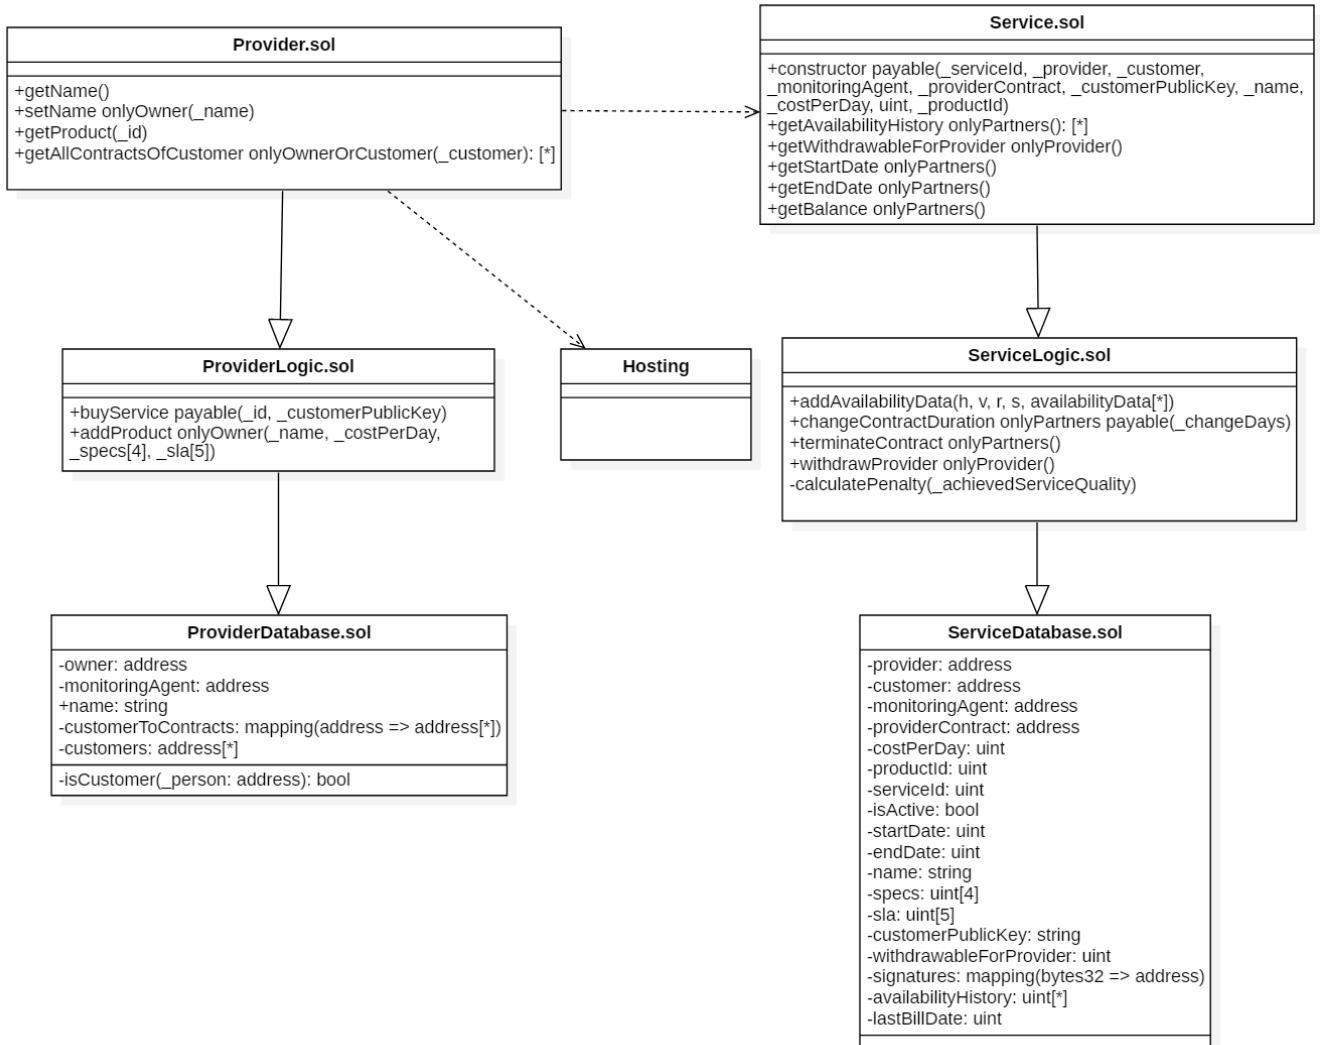 Provider.sol
+getName()
+setName onlyOwner(_name)
+getProduct(_id)
+getAllContractsOfCustomer onlyOwnerOrCustomer(_customer): [*]
Service.sol
+constructor payable(_serviceId, _provider, _customer,
_monitoringAgent, _providerContract, _customerPublicKey, _name,
_costPerDay, uint, _productId)
+getAvailabilityHistory onlyPartners(): [*]
+getWithdrawableForProvider onlyProvider()
+getStartDate onlyPartners()
+getEndDate onlyPartners()
+getBalance onlyPartners()
ProviderLogic.sol
+buyService payable(_id, _customerPublicKey)
+addProduct onlyOwner(_name, _costPerDay,
_specs[4], _sla[5])
Hosting
ServiceLogic.sol
+addAvailabilityData(h, v, r, s, availabilityData[*])
+changeContractDuration onlyPartners payable(_changeDays)
+terminateContract onlyPartners()
+withdrawProvider onlyProvider()
-calculatePenalty(_achievedServiceQuality)
ProviderDatabase.sol
-owner: address
-monitoringAgent: address
+name: string
-customerToContracts: mapping(address => address[*])
-customers: address[*]
-isCustomer(_person: address): bool
ServiceDatabase.sol
-provider: address
-customer: address
-monitoringAgent: address
-providerContract: address
-costPerDay: uint
-productId: uint
-serviceId: uint
-isActive: bool
-startDate: uint
-endDate: uint
-name: string
-specs: uint[4]
-sla: uint[5]
-customerPublicKey: string
-withdrawableForProvider: uint
-signatures: mapping(bytes32 => address)
-availabilityHistory: uint[*]
-lastBillDate: uint